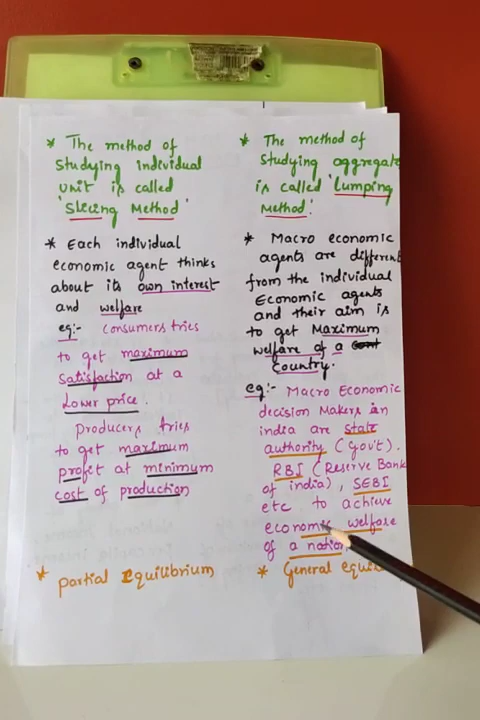 * The method of
studying individual
unit is called
'Slicing Method'
* Each individual
economic agent thinks
about its own interest
and welfare
eg:- Consumers tries
to get maximum
satisfaction at a
Lower price.
Producers tries
to get maximum
profit at minimum
cost of production
* partial Equilibrium
* The method of
studying aggregate
is called 'Lumping
Method'.
* Macro economic
agents are different
from the individual
Economic agents
and their aim is
to get Maximum
welfare of a
Country.
eg:- Macro Economic
decision Makers in
india are state
authority (Gov't).
RBI (Reserve Bank
of india), SEBI
etc to achieve
economic welfare
of a nation
* General